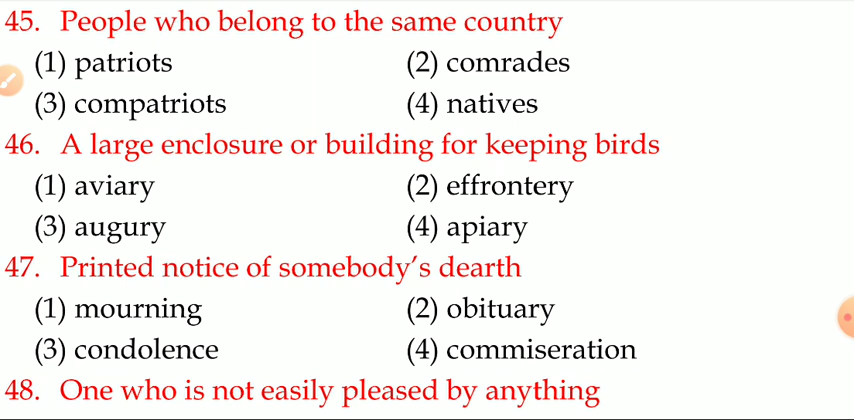 45. People who belong to the same country
(1) patriots (2) comrades
(3) compatriots (4) natives
46. A large enclosure or building for keeping birds
(1) aviary (2) effrontery
(3) augury (4) apiary
47. Printed notice of somebody’s dearth
(1) mourning (2) obituary
(3) condolence (4) commiseration
48. One who is not easily pleased by anything